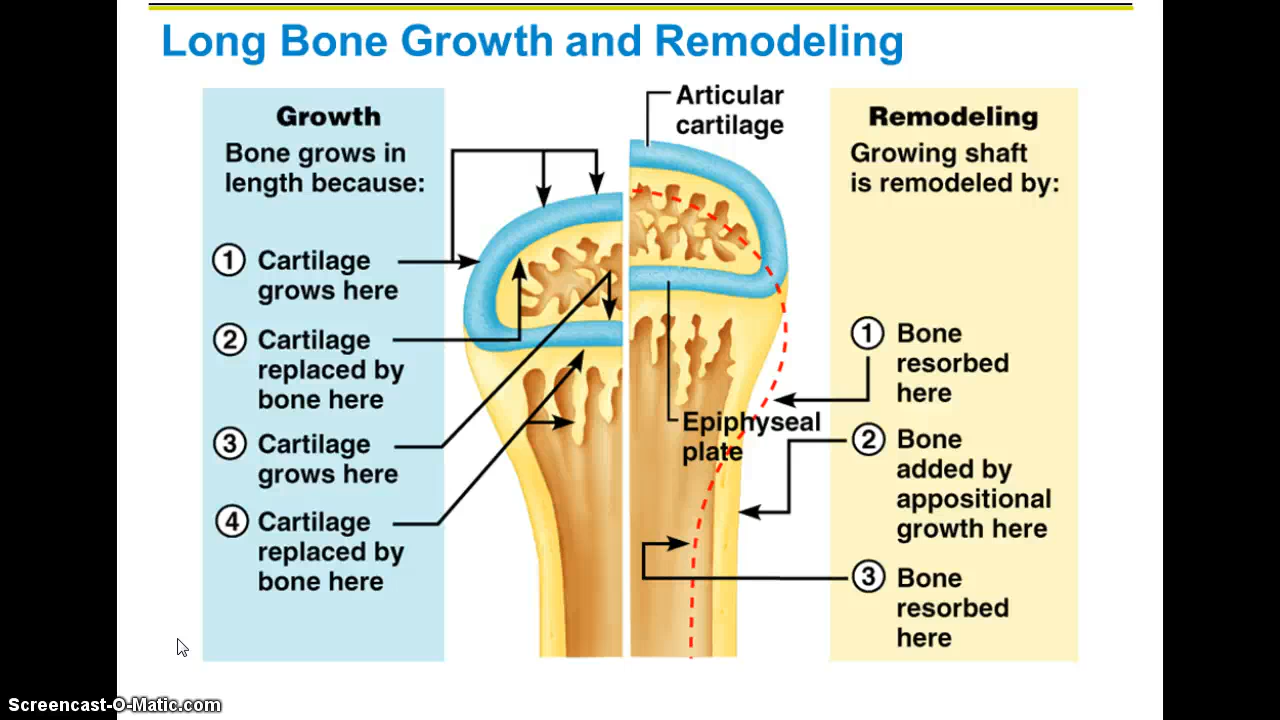 Long Bone Growth and Remodeling
Growth
Bone grows in
length because:
1 Cartilage
grows here
2 Cartilage
replaced by
bone here
3 Cartilage
grows here
4 Cartilage
replaced by
bone here
Articular
cartilage
Epiphyseal
plate
Remodeling
Growing shaft
is remodeled by:
1 Bone
resorbed
here
2 Bone
added by
appositional
growth here
3 Bone
resorbed
here
Screencast-O-Matic.com